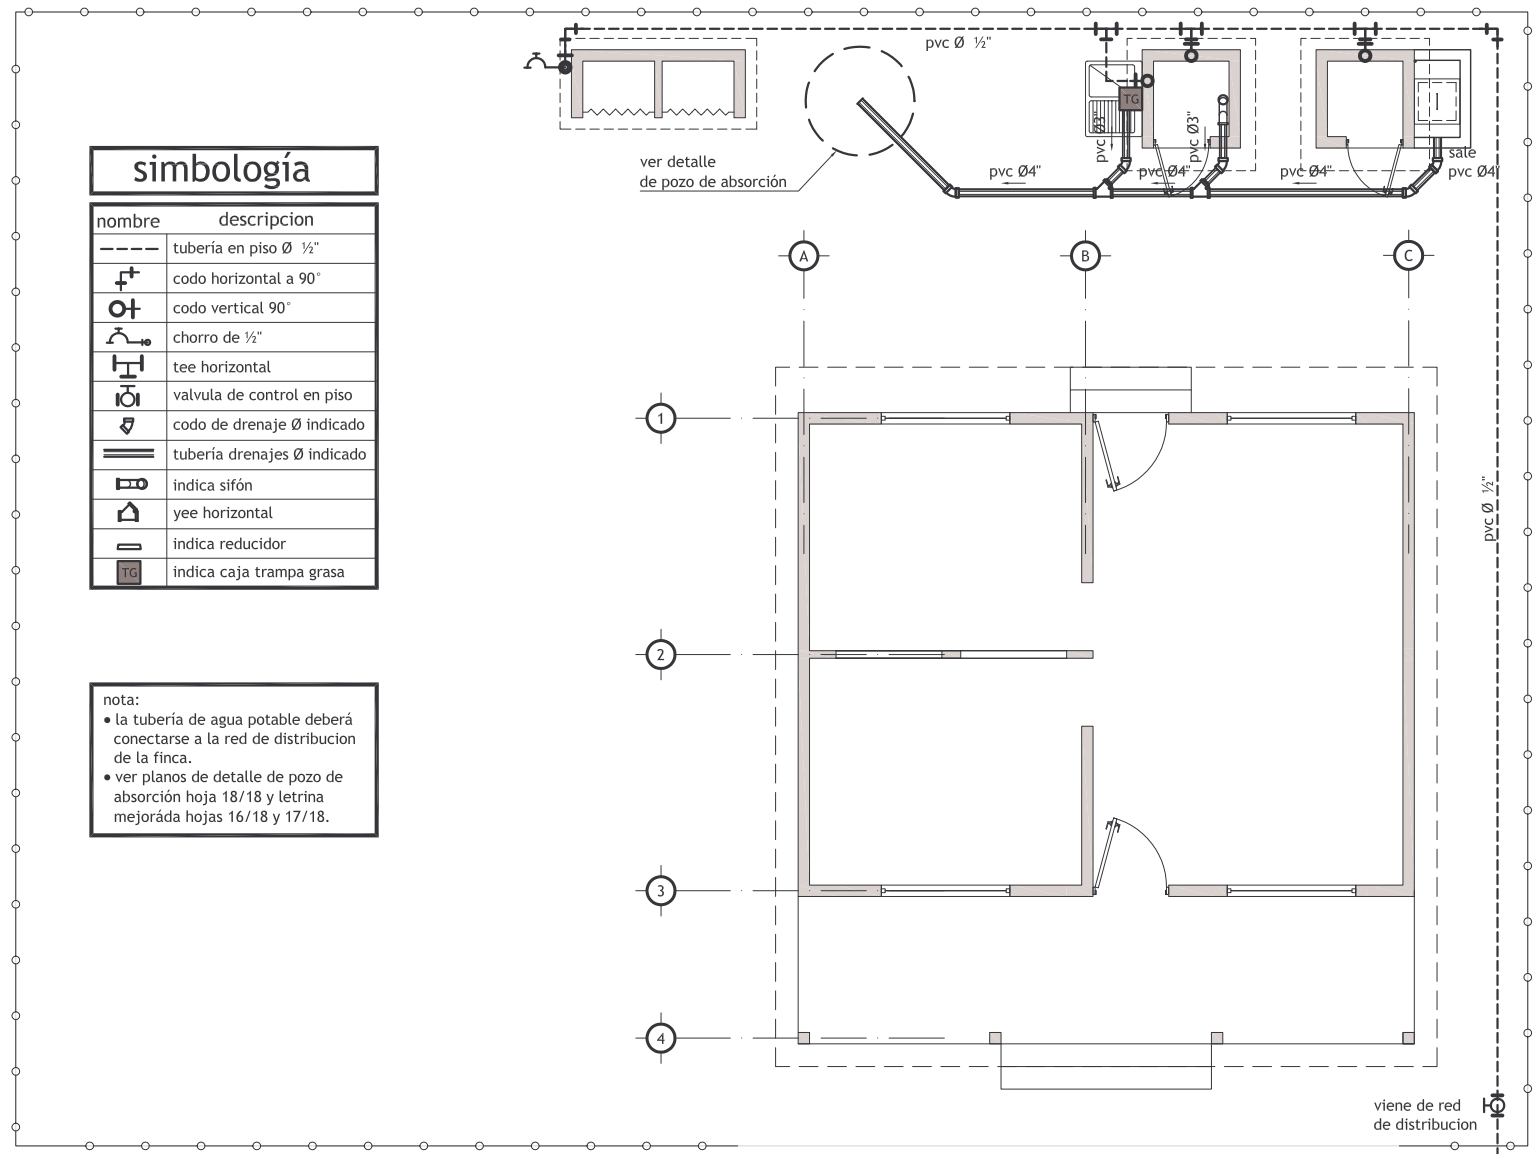 pvc Ø ½"
TG
pvc Ø3"
pvc Ø3"
ver detalle
de pozo de absorción
pvc Ø4"
pvc Ø4"
pvc Ø4"
sale
pvc Ø4"
simbología
nombre descripcion
tubería en piso Ø ½"
codo horizontal a 90°
codo vertical 90°
chorro de ½"
tee horizontal
valvula de control en piso
codo de drenaje Ø indicado
tubería drenajes Ø indicado
indica sifón
yee horizontal
indica reducidor
TG indica caja trampa grasa
A
B
C
1
2
3
4
pvc Ø ½"
nota:
• la tubería de agua potable deberá
conectarse a la red de distribucion
de la finca.
• ver planos de detalle de pozo de
absorción hoja 18/18 y letrina
mejoráda hojas 16/18 y 17/18.
viene de red
de distribucion